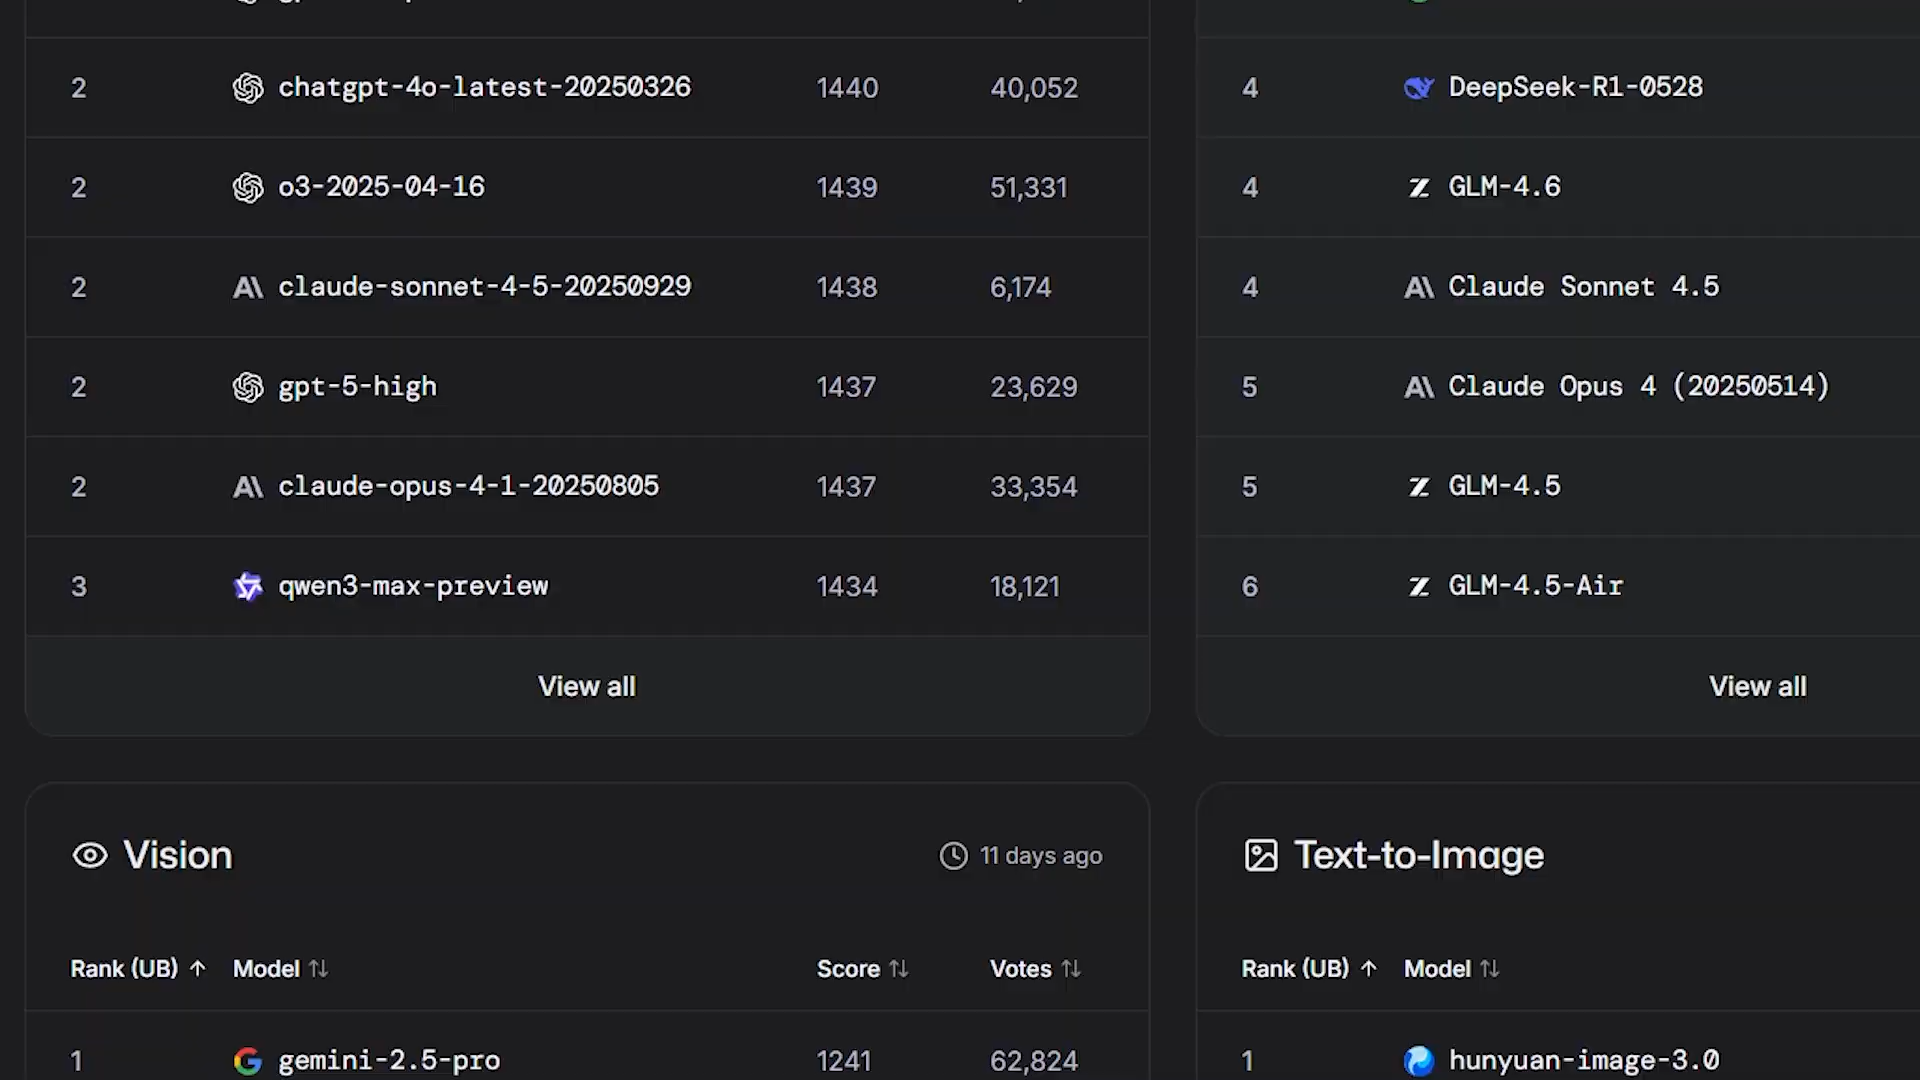 2 chatgpt-4o-latest-20250326 1440 40,052
2 o3-2025-04-16 1439 51,331
2 claude-sonnet-4-5-20250929 1438 6,174
2 gpt-5-high 1437 23,629
2 claude-opus-4-1-20250805 1437 33,354
3 qwen3-max-preview 1434 18,121
View all
4 DeepSeek-R1-0528
4 GLM-4.6
4 Claude Sonnet 4.5
5 Claude Opus 4 (20250514)
5 GLM-4.5
6 GLM-4.5-Air
View all
Vision 11 days ago
Rank (UB) Model Score Votes
1 gemini-2.5-pro 1241 62,824
Text-to-Image
Rank (UB) Model
1 hunyuan-image-3.0